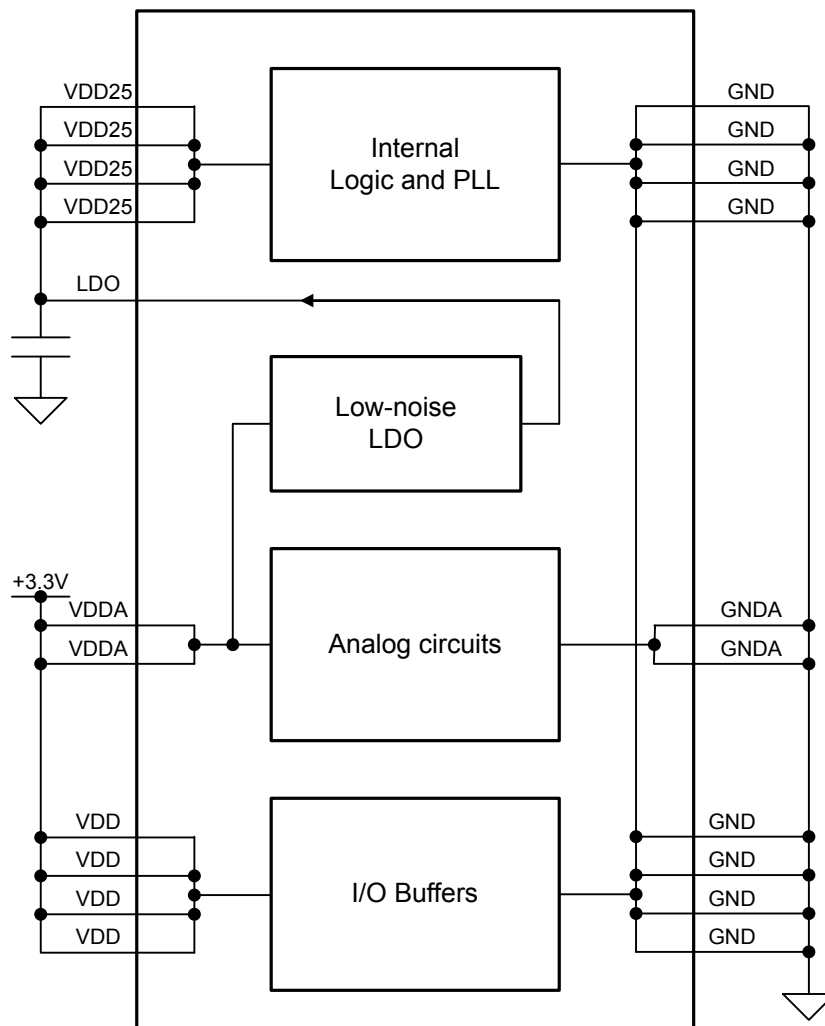 VDD25
VDD25
VDD25
VDD25
Internal
Logic and PLL
GND
GND
GND
GND
LDO
Low-noise
LDO
+3.3V
VDDA
VDDA
Analog circuits
GNDA
GNDA
VDD
VDD
VDD
VDD
I/O Buffers
GND
GND
GND
GND